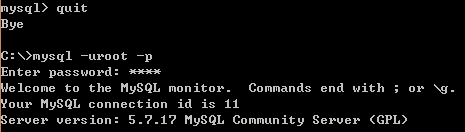 mysql> quit
Bye
C:\>mysql -uroot -p
Enter password: ****
Welcome to the MySQL monitor.  Commands end with ; or \g.
Your MySQL connection id is 11
Server version: 5.7.17 MySQL Community Server (GPL)